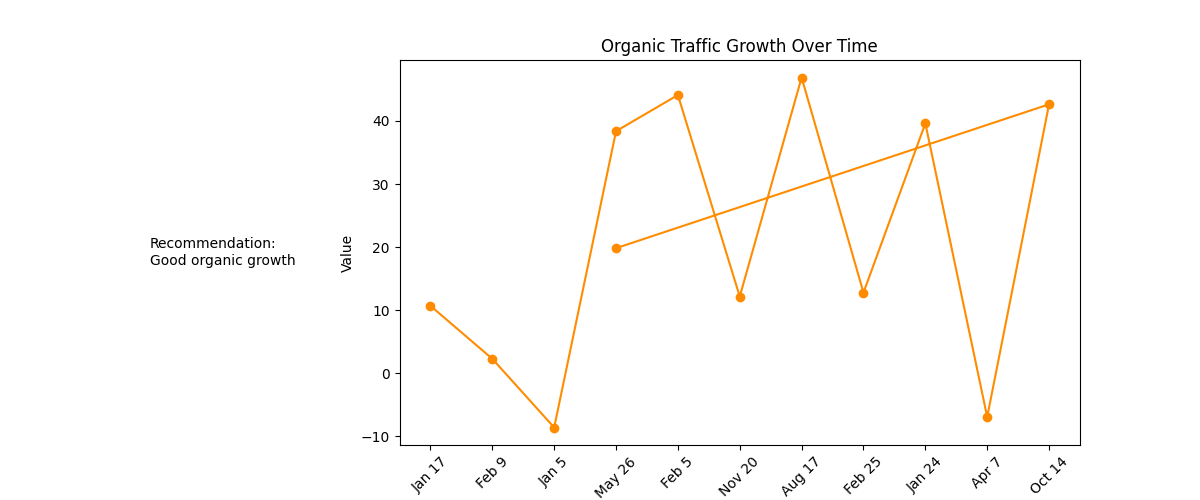 Organic Traffic Growth Over Time
Recommendation:
Good organic growth
Value
40
30
20
10
0
−10
Jan 17
Feb 9
Jan 5
May 26
Feb 5
Nov 20
Aug 17
Feb 25
Jan 24
Apr 7
Oct 14